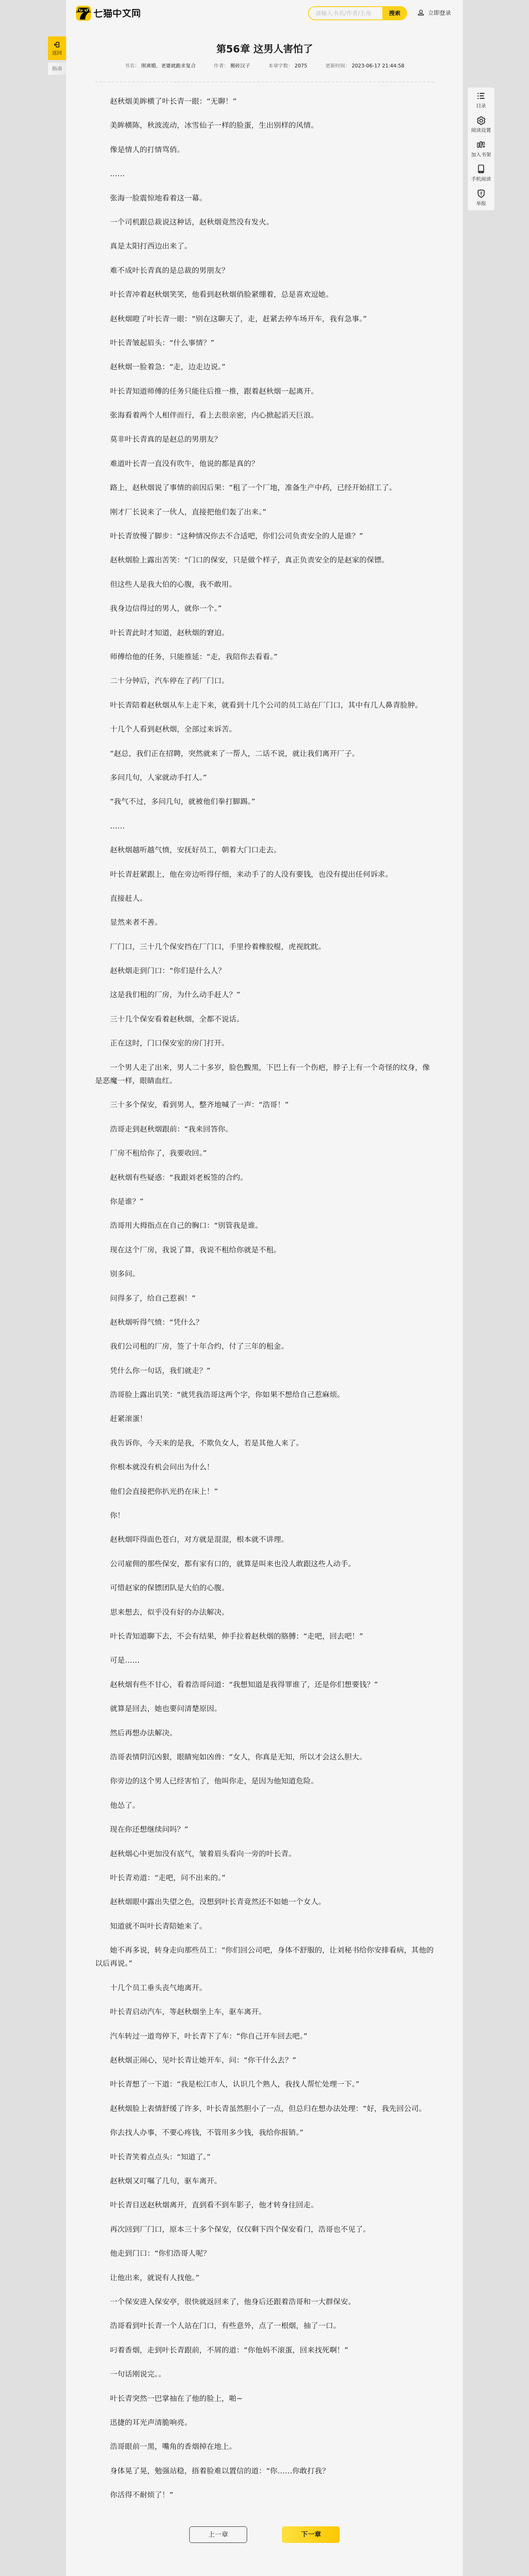 七猫中文网
请输入书名/作者/主角
搜索
立即登录
返回
指南
目录
阅读设置
加入书架
手机阅读
举报
第56章 这男人害怕了
书名： 刚离婚，老婆就跪求复合 作者： 搬砖汉子 本章字数： 2075 更新时间： 2023-06-17 21:44:58
赵秋烟美眸横了叶长青一眼：“无聊！”
美眸横陈，秋波流动，冰雪仙子一样的脸蛋，生出别样的风情。
像是情人的打情骂俏。
……
张海一脸震惊地看着这一幕。
一个司机跟总裁说这种话，赵秋烟竟然没有发火。
真是太阳打西边出来了。
难不成叶长青真的是总裁的男朋友？
叶长青冲着赵秋烟笑笑，他看到赵秋烟俏脸紧绷着，总是喜欢逗她。
赵秋烟瞪了叶长青一眼：“别在这聊天了，走，赶紧去停车场开车，我有急事。”
叶长青皱起眉头：“什么事情？”
赵秋烟一脸着急：“走，边走边说。”
叶长青知道师傅的任务只能往后推一推，跟着赵秋烟一起离开。
张海看着两个人相伴而行，看上去很亲密，内心掀起滔天巨浪。
莫非叶长青真的是赵总的男朋友？
难道叶长青一直没有吹牛，他说的都是真的？
路上，赵秋烟说了事情的前因后果：“租了一个厂地，准备生产中药，已经开始招工了。
刚才厂长说来了一伙人，直接把他们轰了出来。”
叶长青放慢了脚步：“这种情况你去不合适吧，你们公司负责安全的人是谁？”
赵秋烟脸上露出苦笑：“门口的保安，只是做个样子，真正负责安全的是赵家的保镖。
但这些人是我大伯的心腹，我不敢用。
我身边信得过的男人，就你一个。”
叶长青此时才知道，赵秋烟的窘迫。
师傅给他的任务，只能推延：“走，我陪你去看看。”
二十分钟后，汽车停在了药厂门口。
叶长青陪着赵秋烟从车上走下来，就看到十几个公司的员工站在厂门口，其中有几人鼻青脸肿。
十几个人看到赵秋烟，全部过来诉苦。
“赵总，我们正在招聘，突然就来了一帮人，二话不说，就让我们离开厂子。
多问几句，人家就动手打人。”
“我气不过，多问几句，就被他们拳打脚踢。”
……
赵秋烟越听越气愤，安抚好员工，朝着大门口走去。
叶长青赶紧跟上，他在旁边听得仔细，来动手了的人没有要钱，也没有提出任何诉求。
直接赶人。
显然来者不善。
厂门口，三十几个保安挡在厂门口，手里拎着橡胶棍，虎视眈眈。
赵秋烟走到门口：“你们是什么人？
这是我们租的厂房，为什么动手赶人？”
三十几个保安看着赵秋烟，全都不说话。
正在这时，门口保安室的房门打开。
一个男人走了出来，男人二十多岁，脸色黢黑，下巴上有一个伤疤，脖子上有一个奇怪的纹身，像
是恶魔一样，眼睛血红。
三十多个保安，看到男人，整齐地喊了一声：“浩哥！”
浩哥走到赵秋烟跟前：“我来回答你。
厂房不租给你了，我要收回。”
赵秋烟有些疑惑：“我跟刘老板签的合约。
你是谁？”
浩哥用大拇指点在自己的胸口：“别管我是谁。
现在这个厂房，我说了算，我说不租给你就是不租。
别多问。
问得多了，给自己惹祸！”
赵秋烟听得气愤：“凭什么？
我们公司租的厂房，签了十年合约，付了三年的租金。
凭什么你一句话，我们就走？”
浩哥脸上露出讥笑：“就凭我浩哥这两个字，你如果不想给自己惹麻烦。
赶紧滚蛋！
我告诉你，今天来的是我，不欺负女人，若是其他人来了。
你根本就没有机会问出为什么！
他们会直接把你扒光扔在床上！”
你！
赵秋烟吓得面色苍白，对方就是混混，根本就不讲理。
公司雇佣的那些保安，都有家有口的，就算是叫来也没人敢跟这些人动手。
可惜赵家的保镖团队是大伯的心腹。
思来想去，似乎没有好的办法解决。
叶长青知道聊下去，不会有结果，伸手拉着赵秋烟的胳膊：“走吧，回去吧！”
可是……
赵秋烟有些不甘心，看着浩哥问道：“我想知道是我得罪谁了，还是你们想要钱？”
就算是回去，她也要问清楚原因。
然后再想办法解决。
浩哥表情阴沉凶狠，眼睛宛如凶兽：“女人，你真是无知，所以才会这么胆大。
你旁边的这个男人已经害怕了，他叫你走，是因为他知道危险。
他怂了。
现在你还想继续问吗？”
赵秋烟心中更加没有底气，皱着眉头看向一旁的叶长青。
叶长青劝道：“走吧，问不出来的。”
赵秋烟眼中露出失望之色，没想到叶长青竟然还不如她一个女人。
知道就不叫叶长青陪她来了。
她不再多说，转身走向那些员工：“你们回公司吧，身体不舒服的，让刘秘书给你安排看病，其他的
以后再说。”
十几个员工垂头丧气地离开。
叶长青启动汽车，等赵秋烟坐上车，驱车离开。
汽车转过一道弯停下，叶长青下了车：“你自己开车回去吧。”
赵秋烟正闹心，见叶长青让她开车，问：“你干什么去？”
叶长青想了一下道：“我是松江市人，认识几个熟人，我找人帮忙处理一下。”
赵秋烟脸上表情舒缓了许多，叶长青虽然胆小了一点，但总归在想办法处理：“好，我先回公司。
你去找人办事，不要心疼钱，不管用多少钱，我给你报销。”
叶长青笑着点点头：“知道了。”
赵秋烟又叮嘱了几句，驱车离开。
叶长青目送赵秋烟离开，直到看不到车影子，他才转身往回走。
再次回到厂门口，原本三十多个保安，仅仅剩下四个保安看门，浩哥也不见了。
他走到门口：“你们浩哥人呢？
让他出来，就说有人找他。”
一个保安进入保安亭，很快就返回来了，他身后还跟着浩哥和一大群保安。
浩哥看到叶长青一个人站在门口，有些意外，点了一根烟，抽了一口。
叼着香烟，走到叶长青跟前，不屑的道：“你他妈不滚蛋，回来找死啊！”
一句话刚说完。。
叶长青突然一巴掌抽在了他的脸上，啪~
迅捷的耳光声清脆响亮。
浩哥眼前一黑，嘴角的香烟掉在地上。
身体晃了晃，勉强站稳，捂着脸难以置信的道：“你……你敢打我？
你活得不耐烦了！”
上一章
下一章